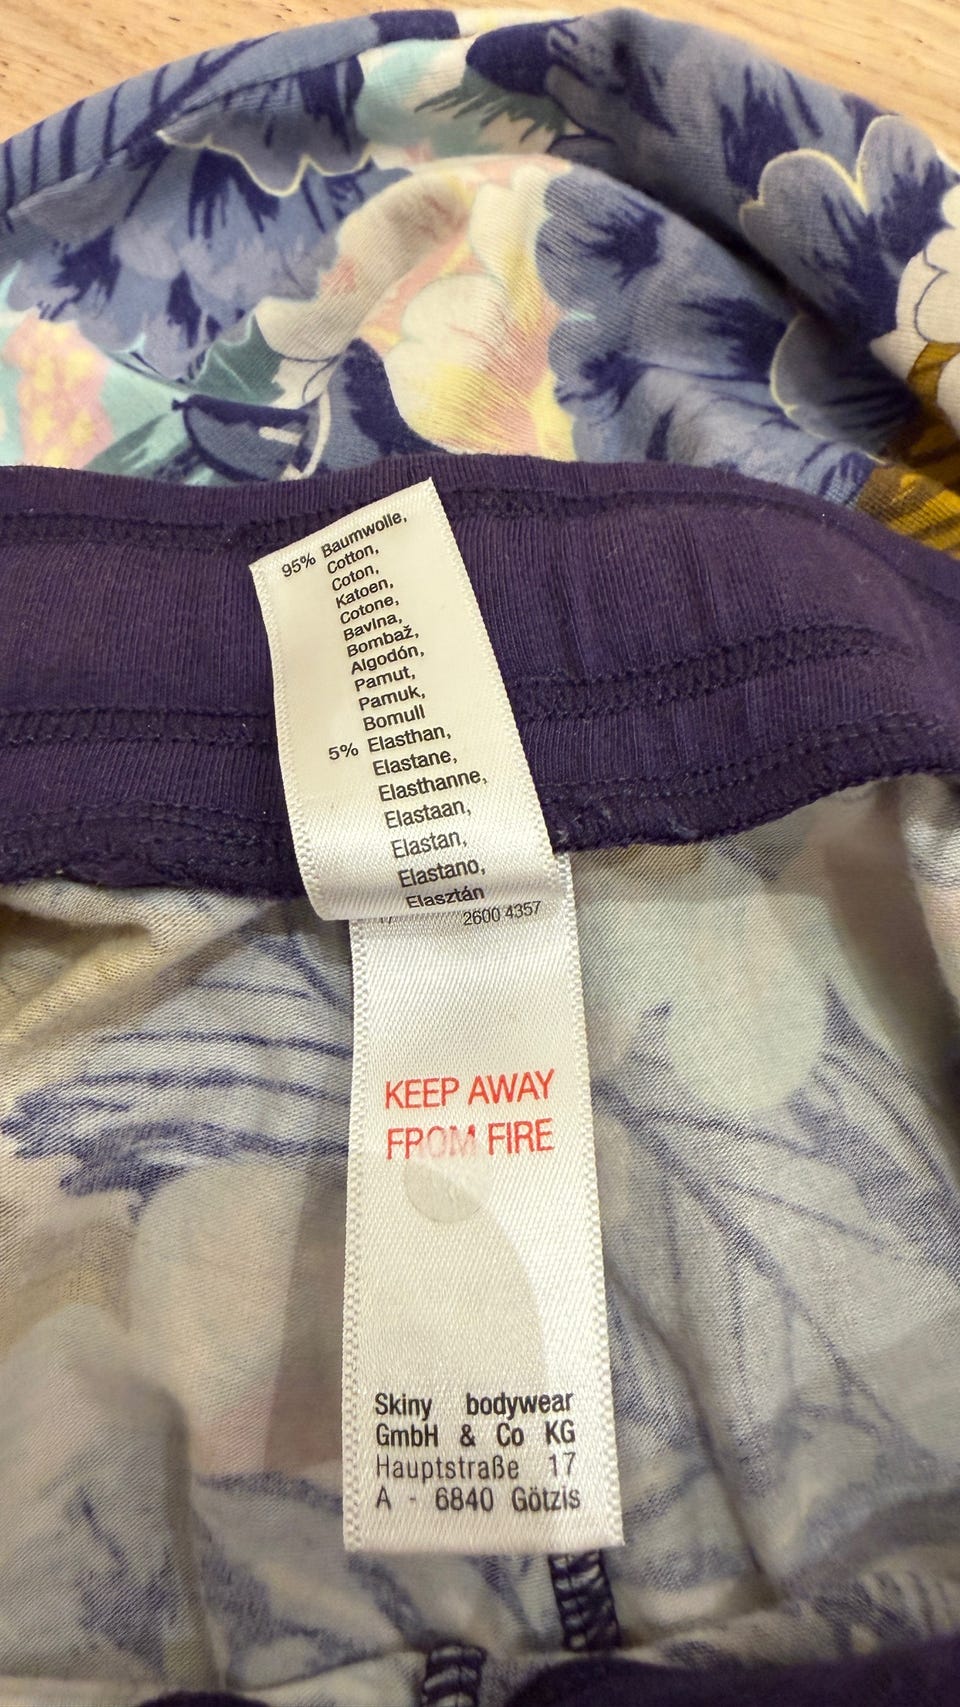 95% Baumwolle,
Cotton,
Coton,
Katoen,
Cotone,
Bavlna,
Bombaž,
Algodón,
Pamut,
Pamuk,
Bomull
5% Elasthan,
Elastane,
Elasthanne,
Elastaan,
Elastan,
Elastano,
Elasztán
2600 4357
KEEP AWAY
FROM FIRE
Skiny bodywear
GmbH & Co KG
Hauptstraße 17
A - 6840 Götzis